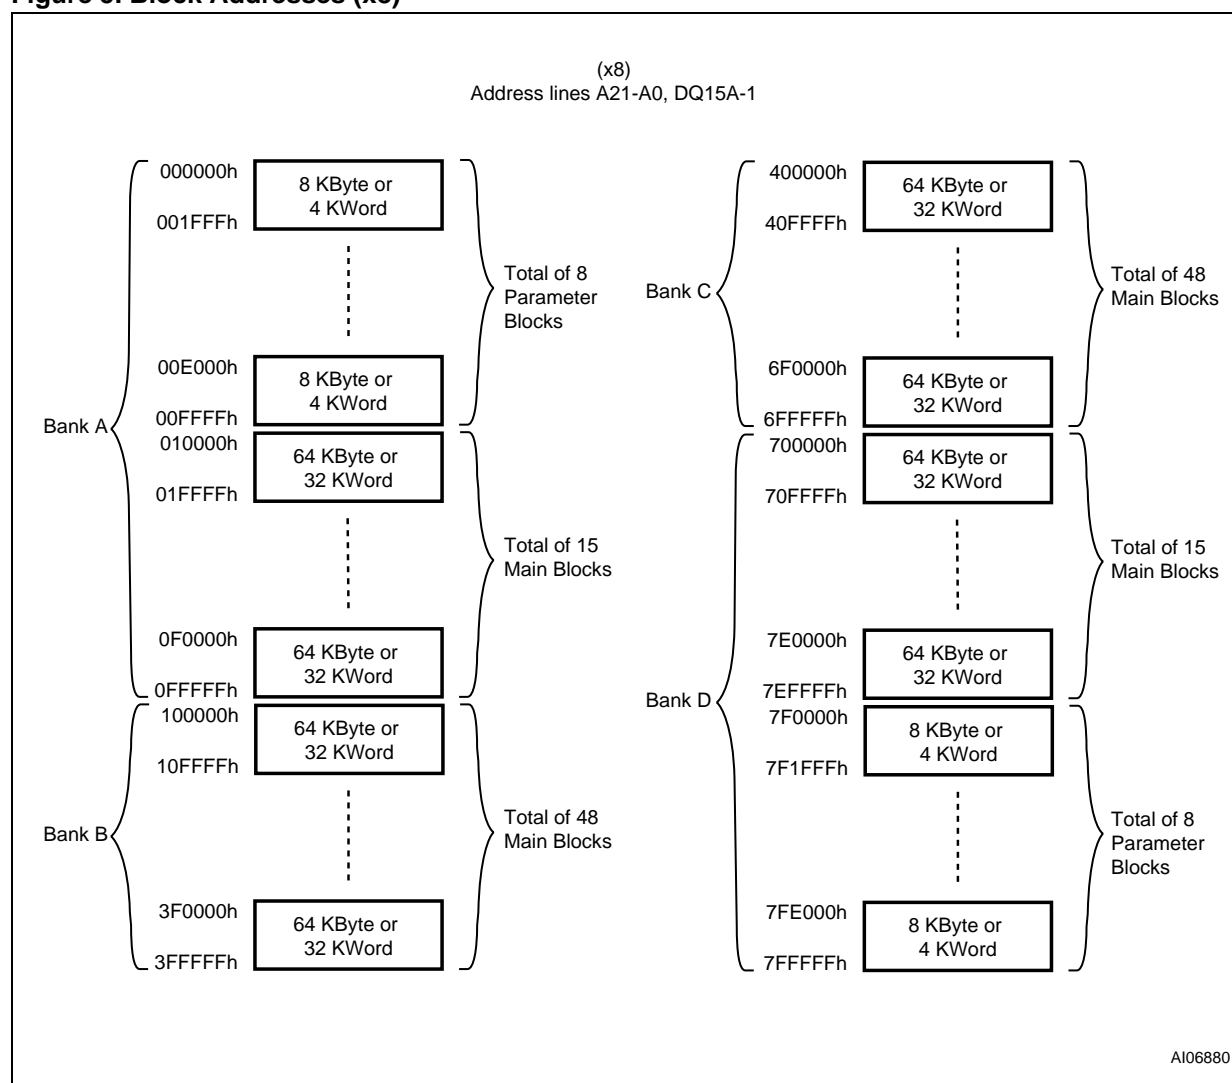 (x8)
Address lines A21-A0, DQ15A-1
000000h
8 KByte or
4 KWord
001FFFh
Total of 8
Parameter
Blocks
00E000h
8 KByte or
4 KWord
00FFFFh
Bank A
010000h
64 KByte or
32 KWord
01FFFFh
Total of 15
Main Blocks
0F0000h
64 KByte or
32 KWord
0FFFFFh
100000h
64 KByte or
32 KWord
10FFFFh
Total of 48
Main Blocks
Bank B
3F0000h
64 KByte or
32 KWord
3FFFFFh
400000h
64 KByte or
32 KWord
40FFFFh
Bank C
Total of 48
Main Blocks
6F0000h
64 KByte or
32 KWord
6FFFFFh
700000h
64 KByte or
32 KWord
70FFFFh
Total of 15
Main Blocks
7E0000h
64 KByte or
32 KWord
7EFFFFh
Bank D
7F0000h
8 KByte or
4 KWord
7F1FFFh
Total of 8
Parameter
Blocks
7FE000h
8 KByte or
4 KWord
7FFFFFh
AI06880